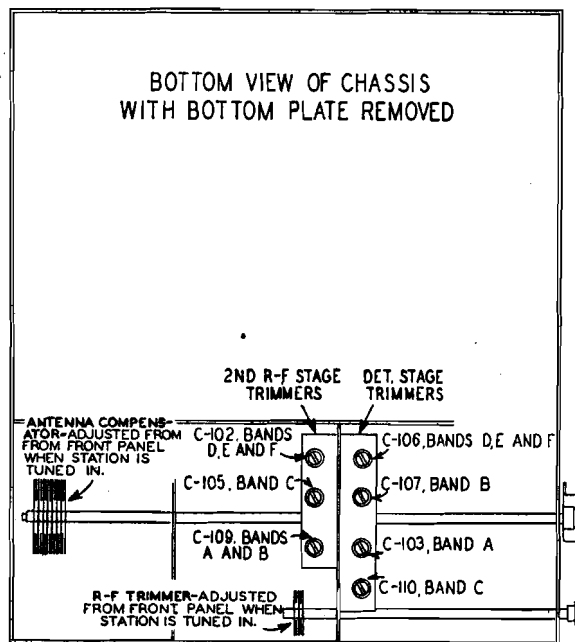 BOTTOM VIEW OF CHASSIS
WITH BOTTOM PLATE REMOVED
2ND R-F STAGE
TRIMMERS
DET. STAGE
TRIMMERS
ANTENNA COMPENS-
ATOR-ADJUSTED FROM
FROM FRONT PANEL
WHEN STATION IS
TUNED IN.
C-102, BANDS
D,E AND F
C-106, BANDS D,E AND F
C-105, BAND C
C-107, BAND B
C-109, BANDS
A AND B
C-103, BAND A
C-110, BAND C
R-F TRIMMER-ADJUSTED
FROM FRONT PANEL WHEN
STATION IS TUNED IN.